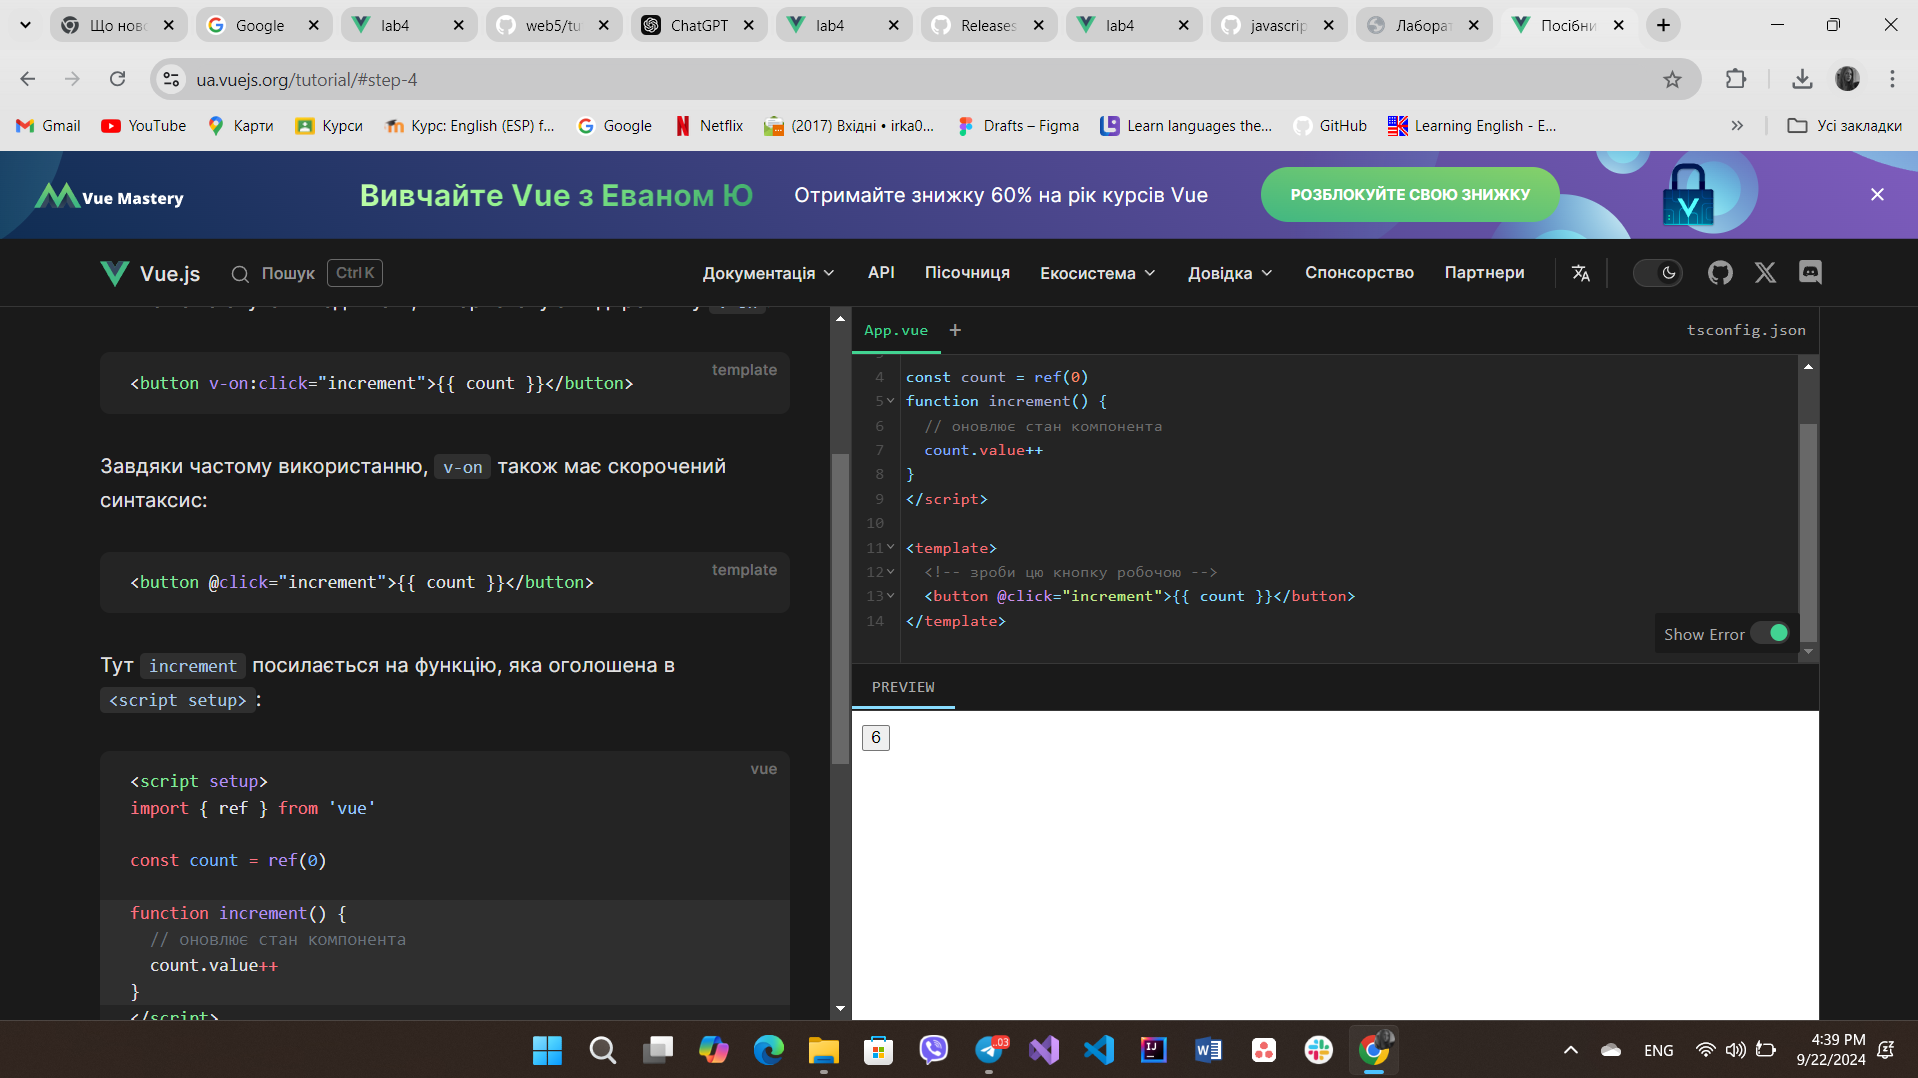 Що ново
Google
lab4
web5/tu
ChatGPT
lab4
Releases
lab4
javascrip
Лаборат
Посібни
ua.vuejs.org/tutorial/#step-4
Gmail
YouTube
Карти
Курси
Курс: English (ESP) f...
Google
Netflix
(2017) Вхідні • irka0...
Drafts – Figma
Learn languages the...
GitHub
Learning English - E...
»
Усі закладки
Vue Mastery
Вивчайте Vue з Еваном Ю
Отримайте знижку 60% на рік курсів Vue
РОЗБЛОКУЙТЕ СВОЮ ЗНИЖКУ
Vue.js
Пошук
Ctrl K
Документація
API
Пісочниця
Екосистема
Довідка
Спонсорство
Партнери
template
<button v-on:click="increment">{{ count }}</button>
Завдяки частому використанню, v-on також має скорочений
синтаксис:
template
<button @click="increment">{{ count }}</button>
Тут increment посилається на функцію, яка оголошена в
<script setup> :
vue
<script setup>
import { ref } from 'vue'
const count = ref(0)
function increment() {
// оновлює стан компонента
count.value++
}
</script>
App.vue
+
tsconfig.json
4 const count = ref(0)
5 function increment() {
6 // оновлює стан компонента
7 count.value++
8 }
9 </script>
10
11 <template>
12 <!-- зроби цю кнопку робочою -->
13 <button @click="increment">{{ count }}</button>
14 </template>
Show Error
PREVIEW
6
.03
ENG
4:39 PM
9/22/2024